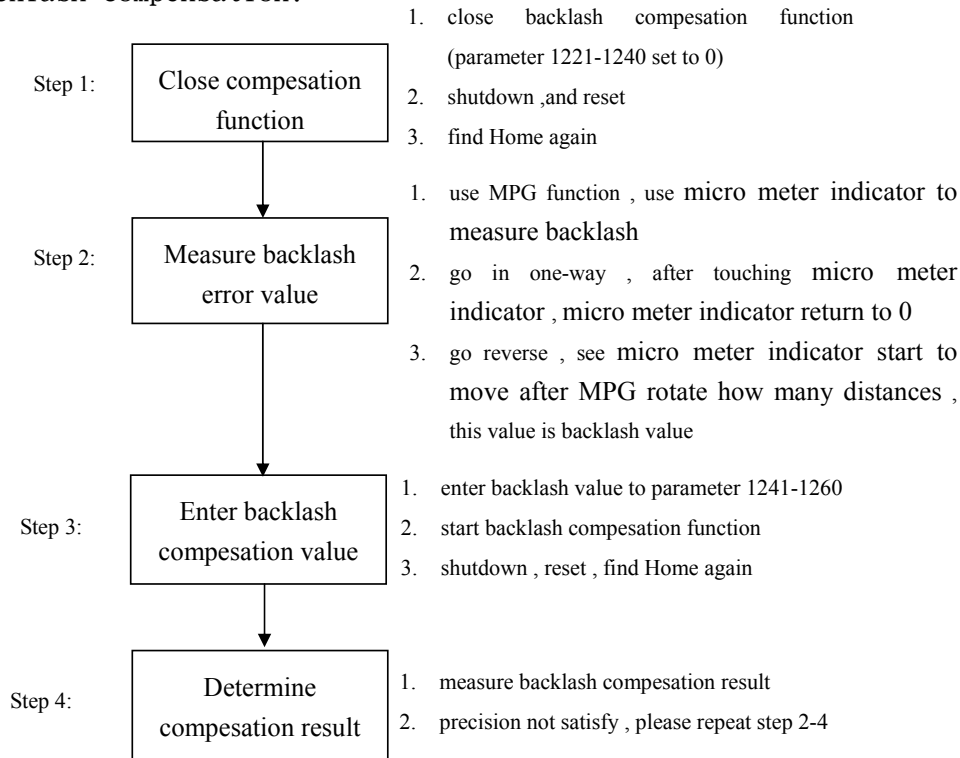 compensation:
1. close backlash compesation function
(parameter 1221-1240 set to 0)
Step 1:
Close compesation
function
2. shutdown ,and reset
3. find Home again
1. use MPG function , use micro meter indicator to
measure backlash
Step 2:
Measure backlash
error value
2. go in one-way , after touching micro meter
indicator , micro meter indicator return to 0
3. go reverse , see micro meter indicator start to
move after MPG rotate how many distances ,
this value is backlash value
Step 3:
Enter backlash
compesation value
1. enter backlash value to parameter 1241-1260
2. start backlash compesation function
3. shutdown , reset , find Home again
Step 4:
Determine
compesation result
1. measure backlash compesation result
2. precision not satisfy , please repeat step 2-4